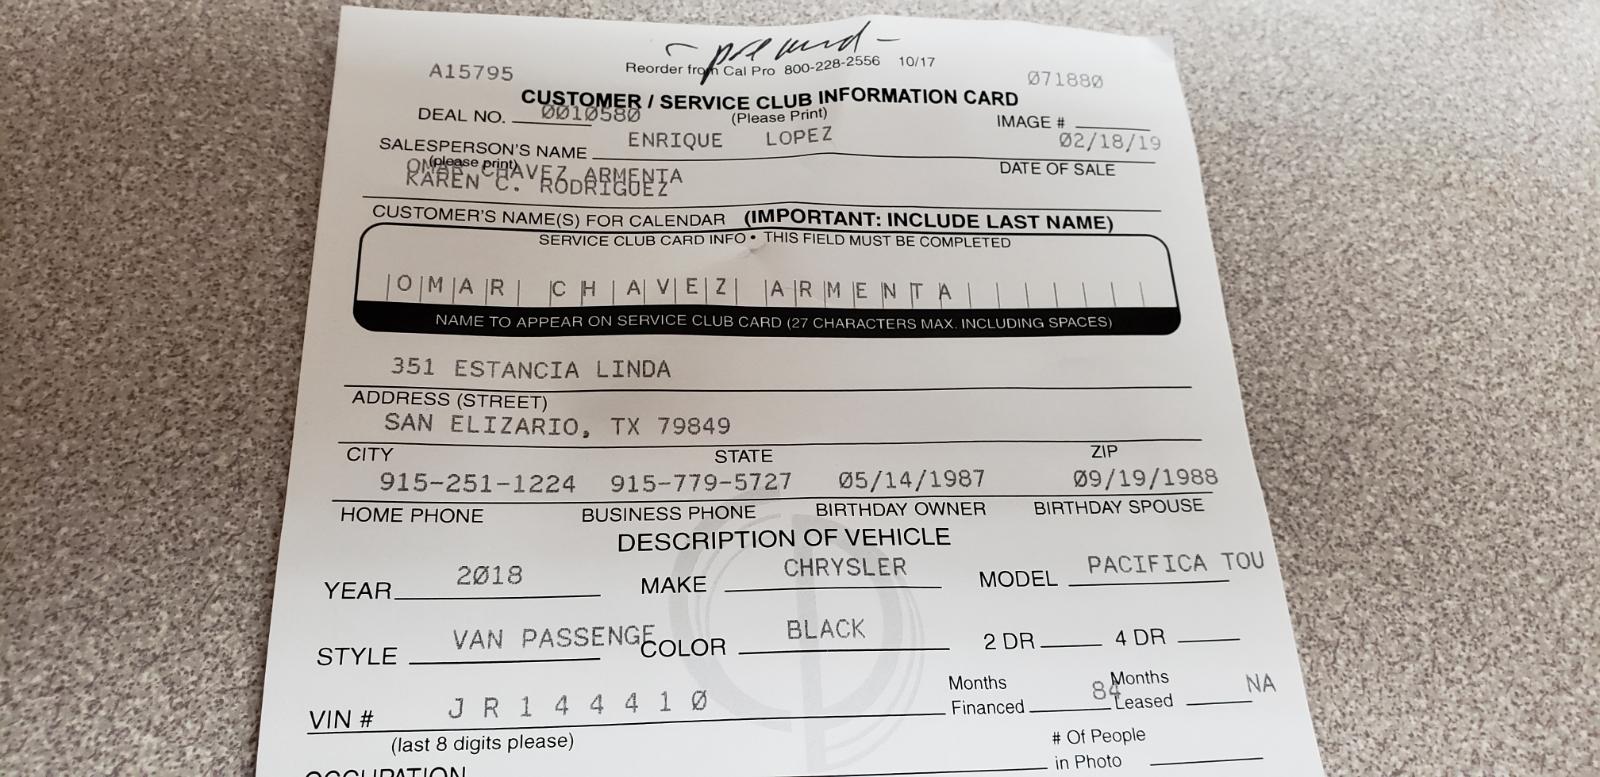 Reorder from Cal Pro 800-228-2556 10/17
A15795 071880
CUSTOMER / SERVICE CLUB INFORMATION CARD
DEAL NO. 0010580 (Please Print) IMAGE #
SALESPERSON'S NAME ENRIQUE LOPEZ 02/18/19
(please print) DATE OF SALE
OMAR CHAVEZ ARMENTA
KAREN C. RODRIGUEZ
CUSTOMER'S NAME(S) FOR CALENDAR (IMPORTANT: INCLUDE LAST NAME)
SERVICE CLUB CARD INFO • THIS FIELD MUST BE COMPLETED
OMAR CHAVEZ ARMENTA
NAME TO APPEAR ON SERVICE CLUB CARD (27 CHARACTERS MAX. INCLUDING SPACES)
351 ESTANCIA LINDA
ADDRESS (STREET)
SAN ELIZARIO, TX 79849
CITY STATE ZIP
915-251-1224 915-779-5727 05/14/1987 09/19/1988
HOME PHONE BUSINESS PHONE BIRTHDAY OWNER BIRTHDAY SPOUSE
DESCRIPTION OF VEHICLE
YEAR 2018 MAKE CHRYSLER MODEL PACIFICA TOU
STYLE VAN PASSENGE COLOR BLACK 2 DR 4 DR
VIN # JR144410 Months Financed 84 Months Leased NA
(last 8 digits please)
# Of People
in Photo
OCCUPATION